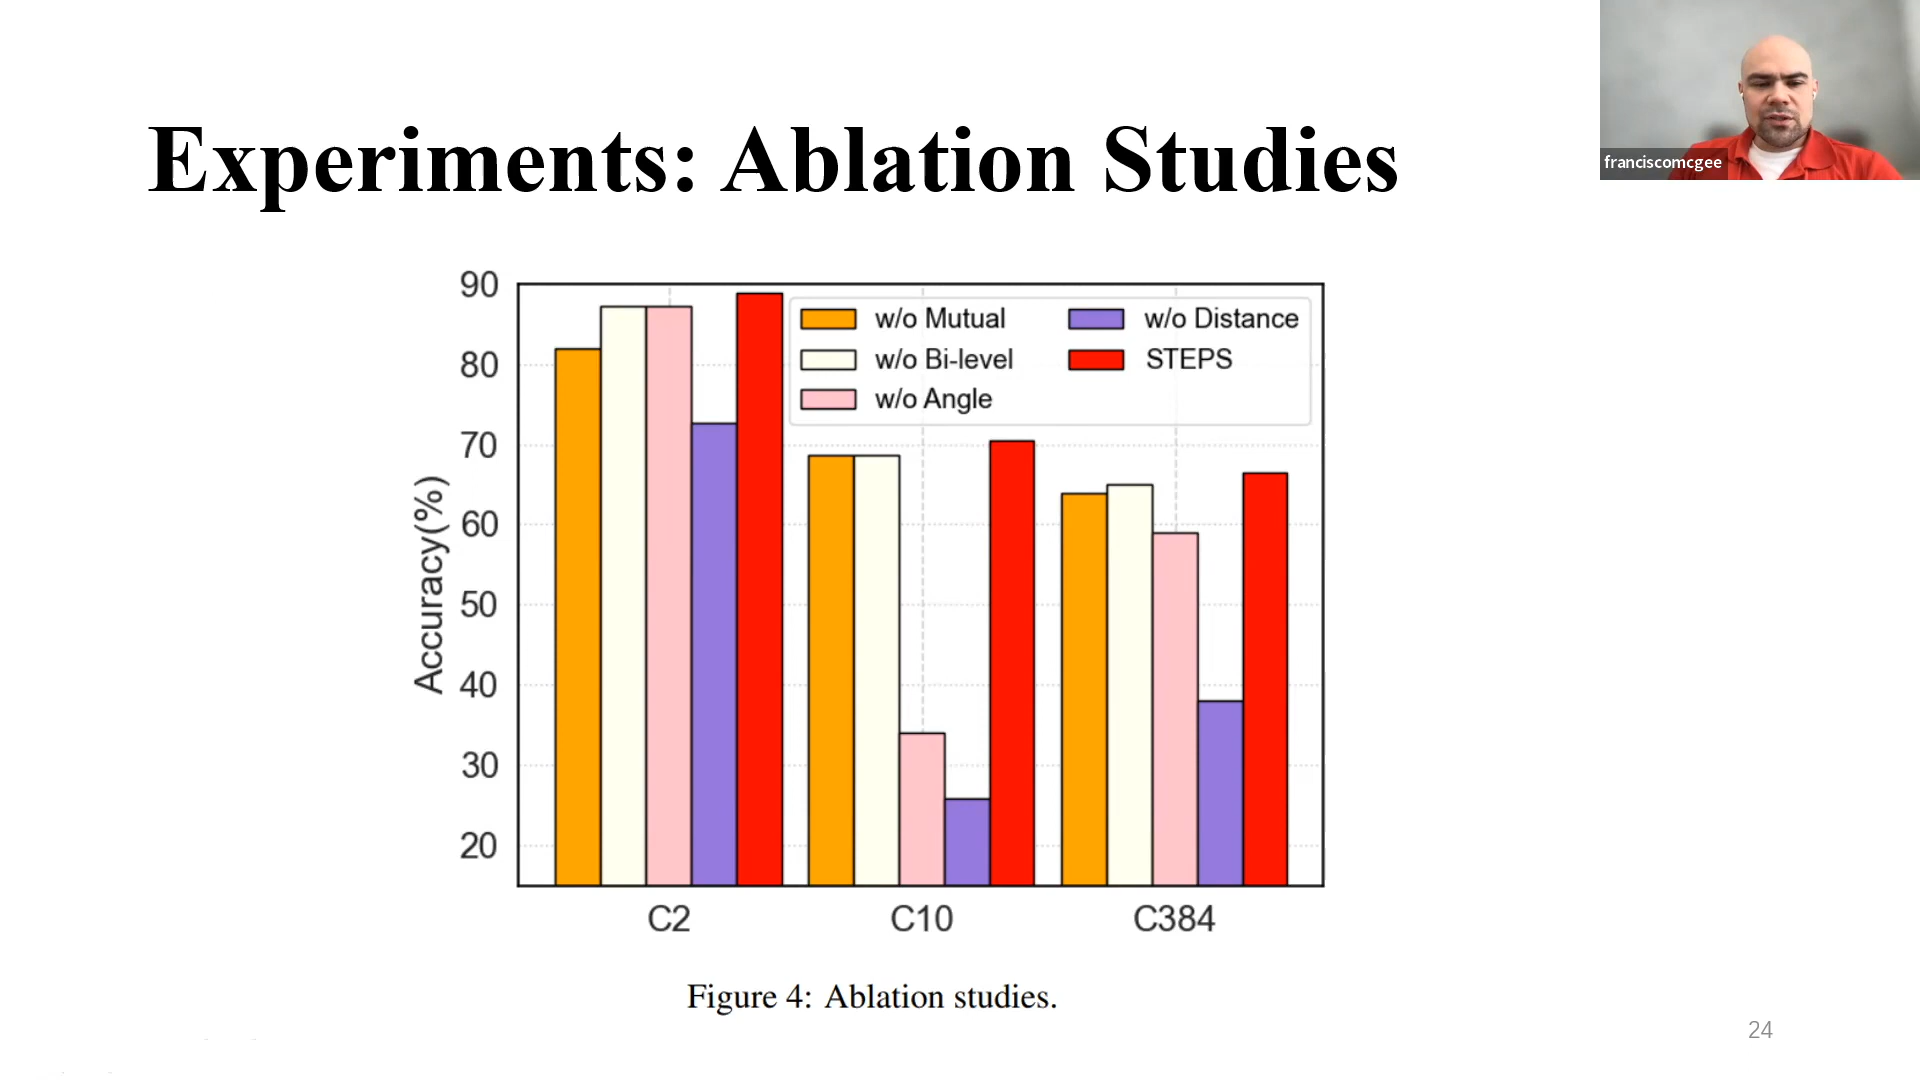 franciscomcgee
Experiments: Ablation Studies
90
80
70
60
50
40
30
20
Accuracy(%)
w/o Mutual
w/o Bi-level
w/o Angle
w/o Distance
STEPS
C2
C10
C384
Figure 4: Ablation studies.
24